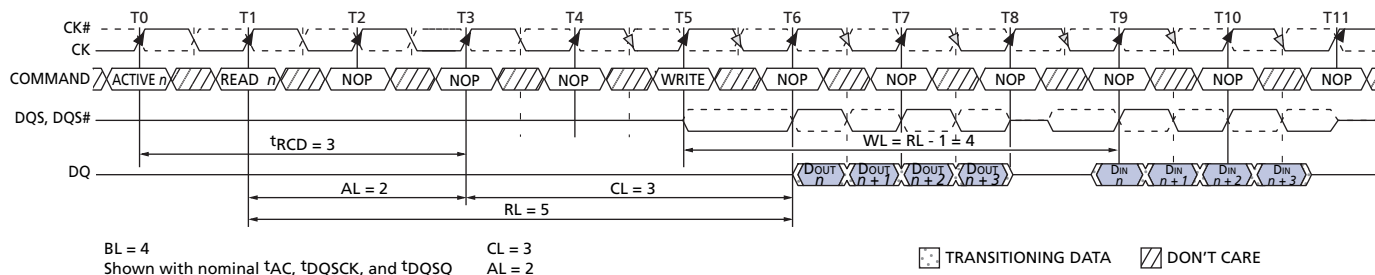 T0 T1 T2 T3 T4 T5 T6 T7 T8 T9 T10 T11
CK#
CK
COMMAND ACTIVE n READ n NOP NOP NOP WRITE NOP NOP NOP NOP NOP NOP
DQS, DQS#
tRCD = 3 WL = RL - 1 = 4
DQ DOUT n DOUT n + 1 DOUT n + 2 DOUT n + 3 DIN n DIN n + 1 DIN n + 2 DIN n + 3
AL = 2 CL = 3
RL = 5
BL = 4 CL = 3
Shown with nominal tAC, tDQSCK, and tDQSQ AL = 2
TRANSITIONING DATA DON'T CARE